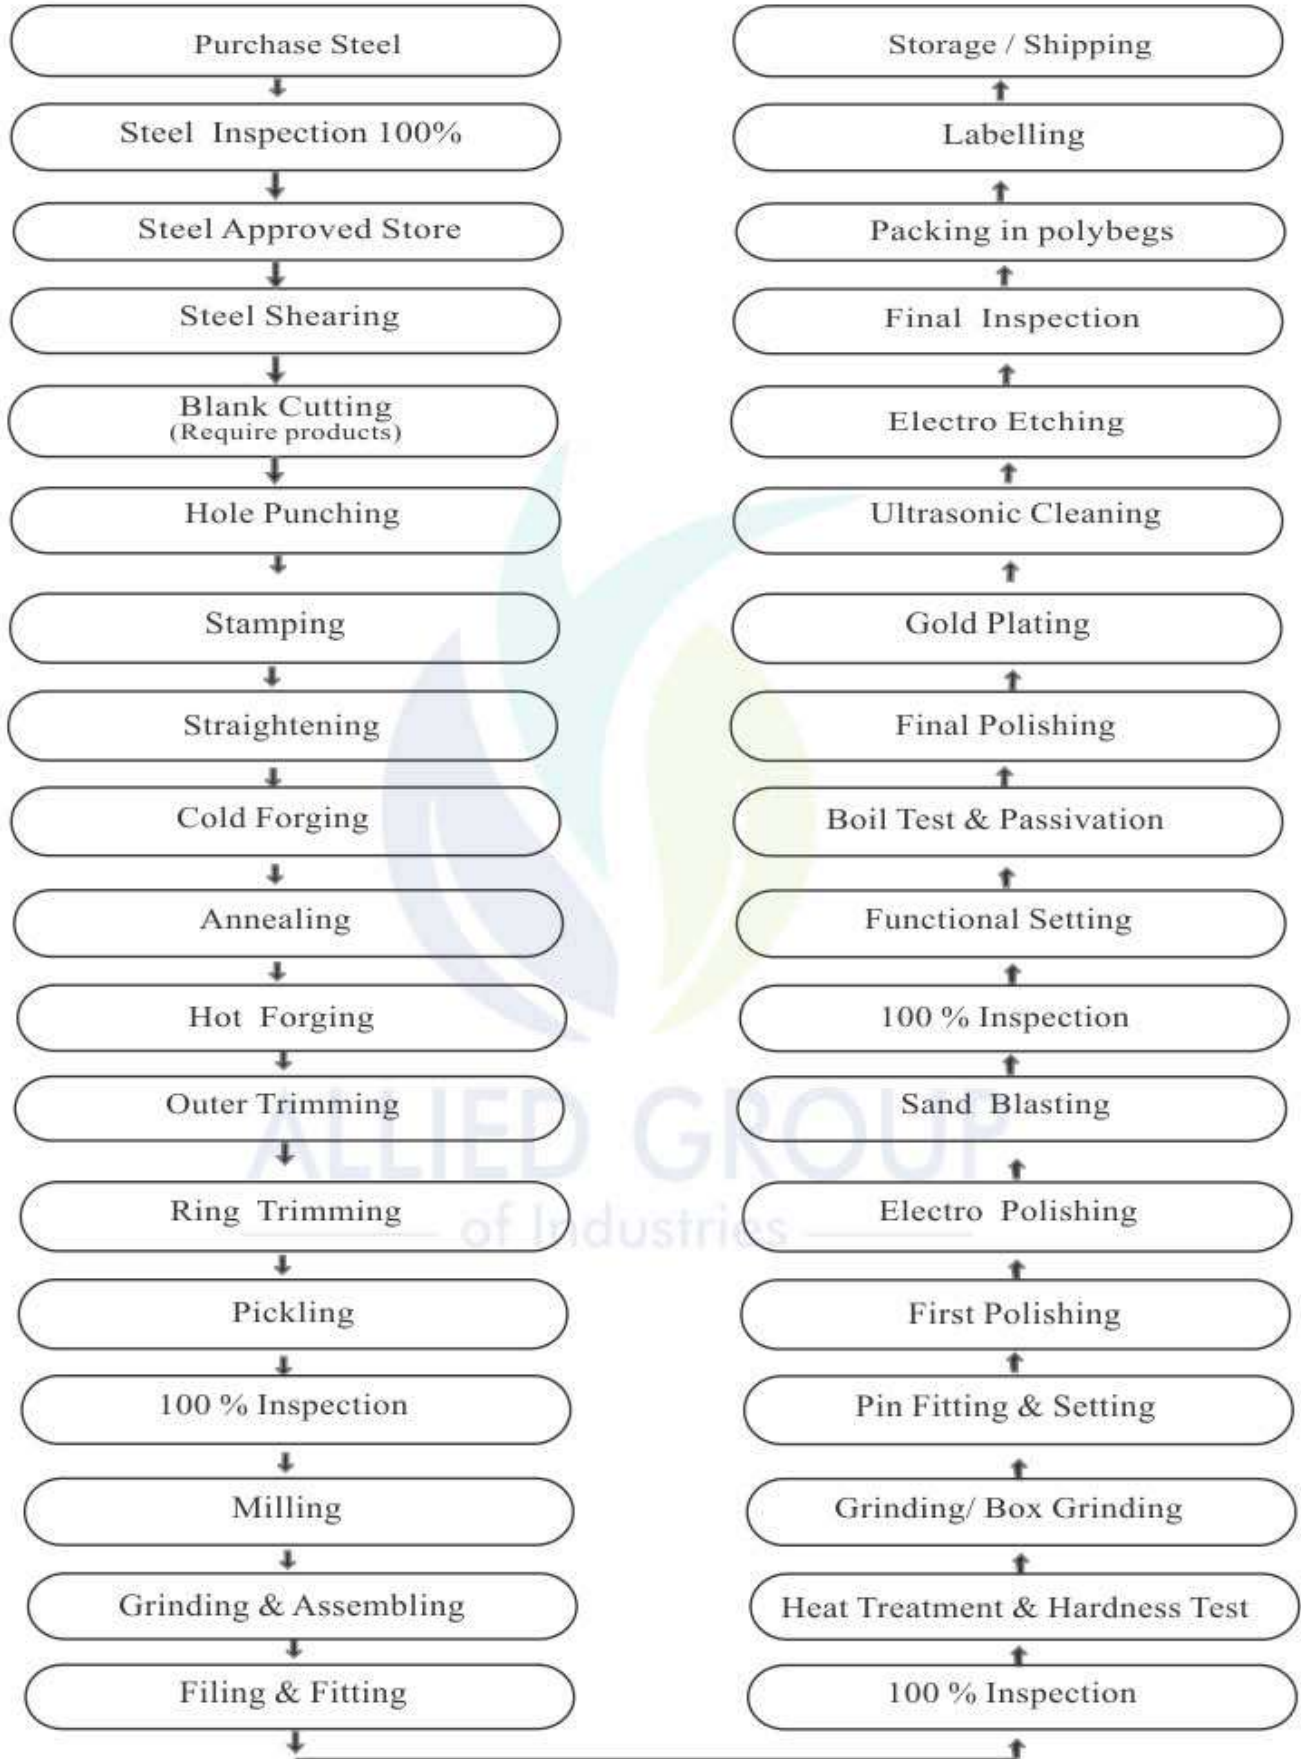 Purchase Steel
Steel Inspection 100%
Steel Approved Store
Steel Shearing
Blank Cutting
(Require products)
Hole Punching
Stamping
Straightening
Cold Forging
Annealing
Hot Forging
Outer Trimming
Ring Trimming
Pickling
100 % Inspection
Milling
Grinding & Assembling
Filing & Fitting
100 % Inspection
Heat Treatment & Hardness Test
Grinding/ Box Grinding
Pin Fitting & Setting
First Polishing
Electro Polishing
Sand Blasting
100 % Inspection
Functional Setting
Boil Test & Passivation
Final Polishing
Gold Plating
Ultrasonic Cleaning
Electro Etching
Final Inspection
Packing in polybegs
Labelling
Storage / Shipping
ALLIED GROUP
of Industries